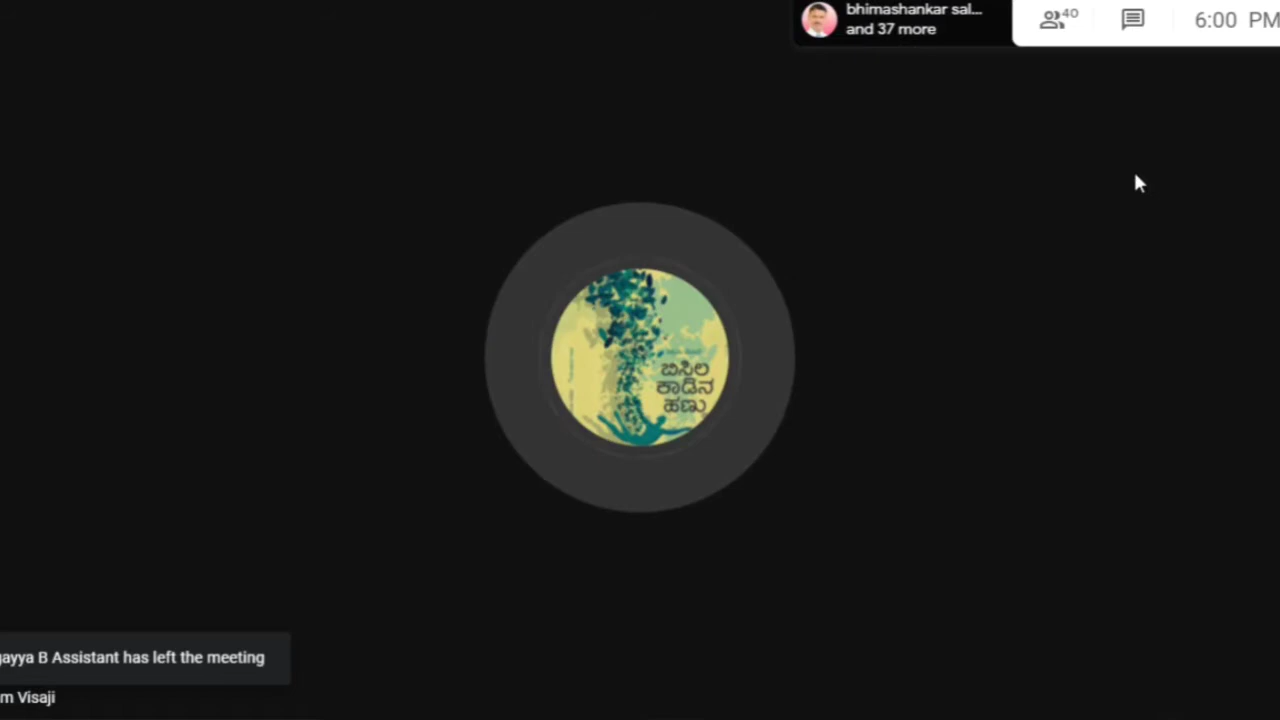 bhimashankar sal...
and 37 more
40
6:00 PM
ಬಿಸಿಲ
ಕಾಡಿನ
ಹಣ್ಣು
gayya B Assistant has left the meeting
m Visaji